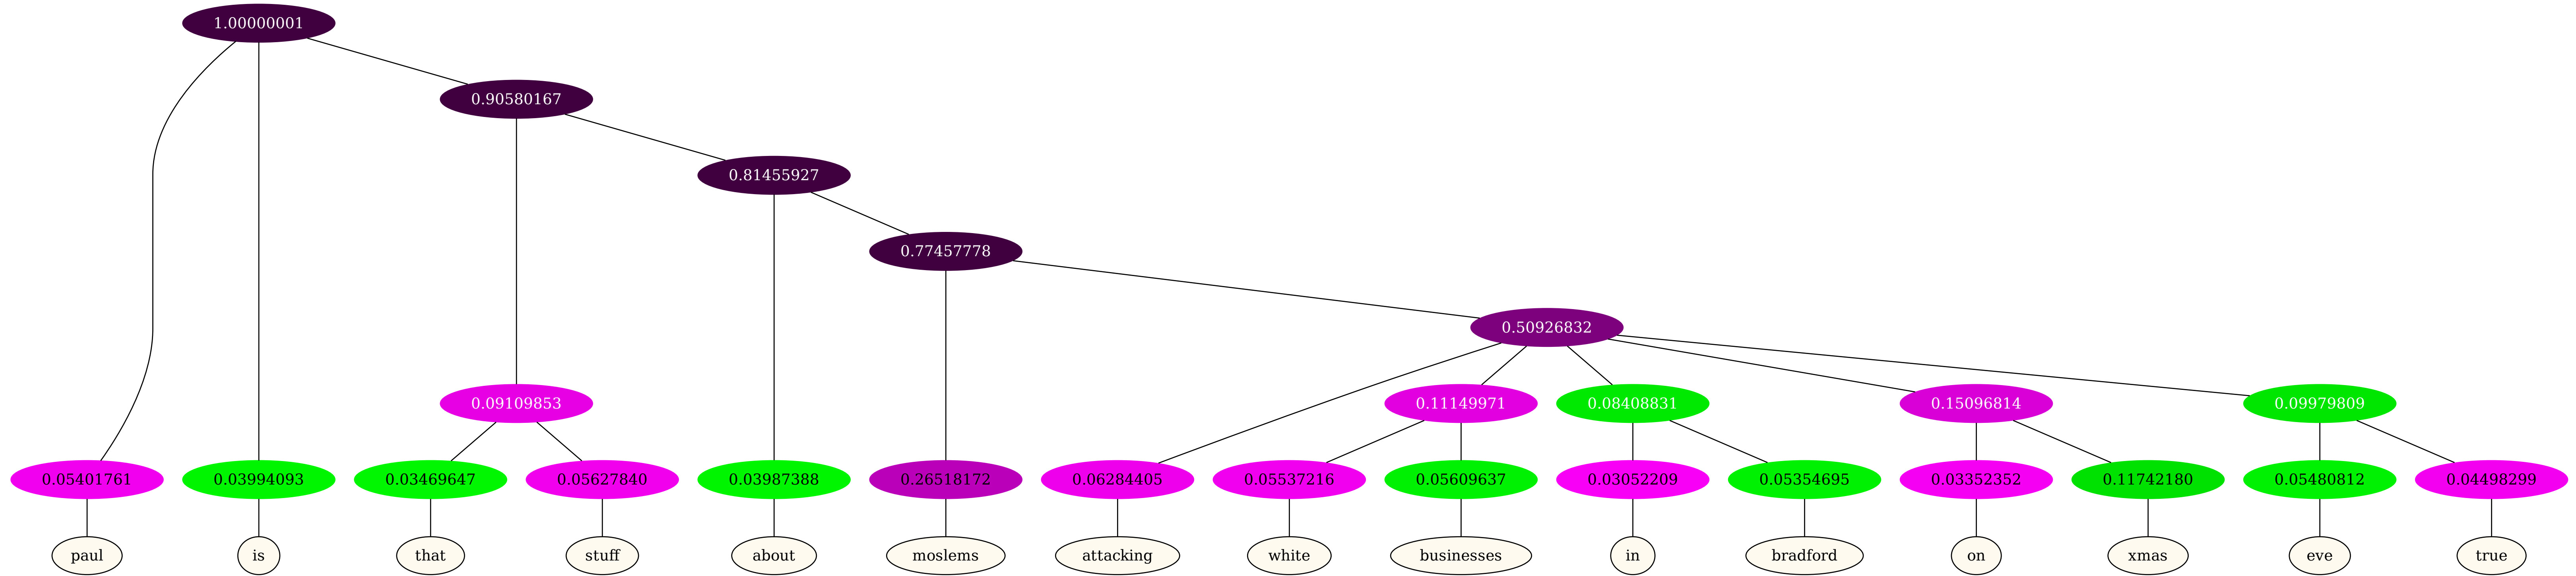 1.00000001
0.90580167
0.81455927
0.77457778
0.50926832
0.09109853 0.11149971 0.08408831 0.15096814 0.09979809
0.05401761 0.03994093 0.03469647 0.05627840 0.03987388 0.26518172 0.06284405 0.05537216 0.05609637 0.03052209 0.05354695 0.03352352 0.11742180 0.05480812 0.04498299
paul is that stuff about moslems attacking white businesses in bradford on xmas eve true